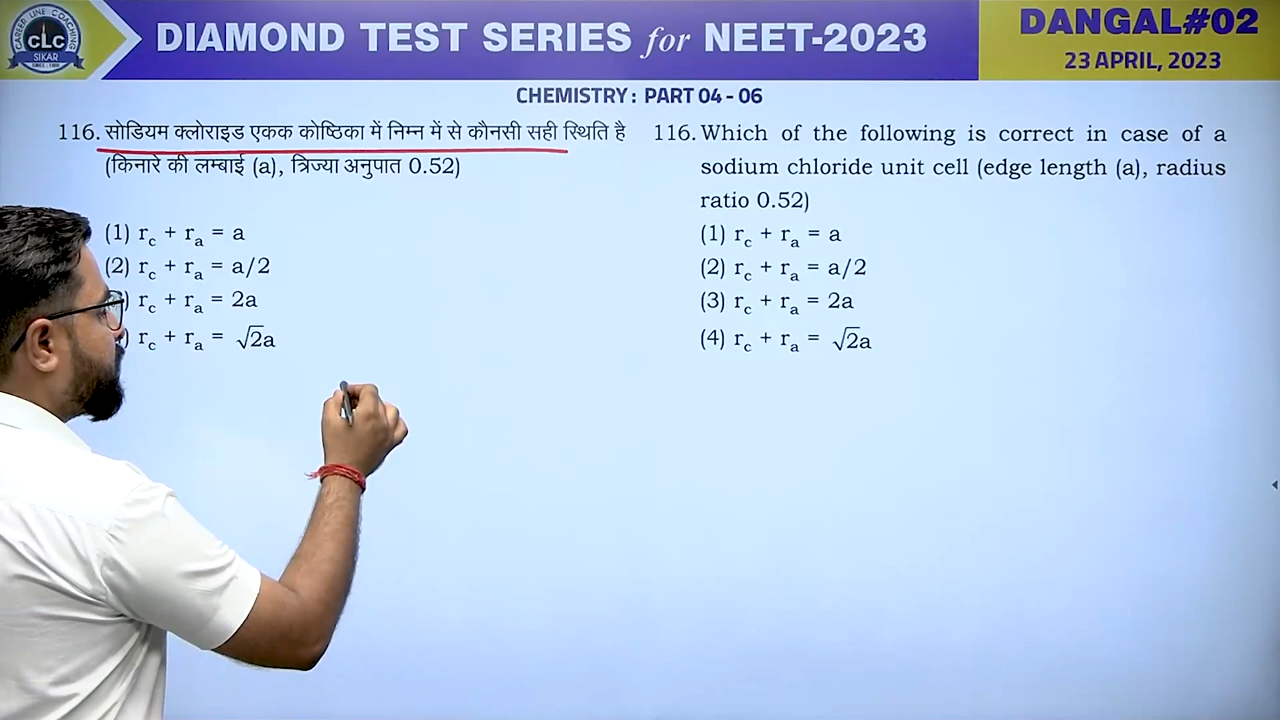 CAREER LINE COACHING
CLC
SIKAR
DIAMOND TEST SERIES for NEET-2023
DANGAL#02
23 APRIL, 2023
CHEMISTRY: PART 04 - 06
116. सोडियम क्लोराइड एकक कोष्ठिका में निम्न में से कौनसी सही स्थिति है
(किनारे की लम्बाई (a), त्रिज्या अनुपात 0.52)
(1) r_c + r_a = a
(2) r_c + r_a = a/2
) r_c + r_a = 2a
) r_c + r_a = √2a
116. Which of the following is correct in case of a
sodium chloride unit cell (edge length (a), radius
ratio 0.52)
(1) r_c + r_a = a
(2) r_c + r_a = a/2
(3) r_c + r_a = 2a
(4) r_c + r_a = √2a